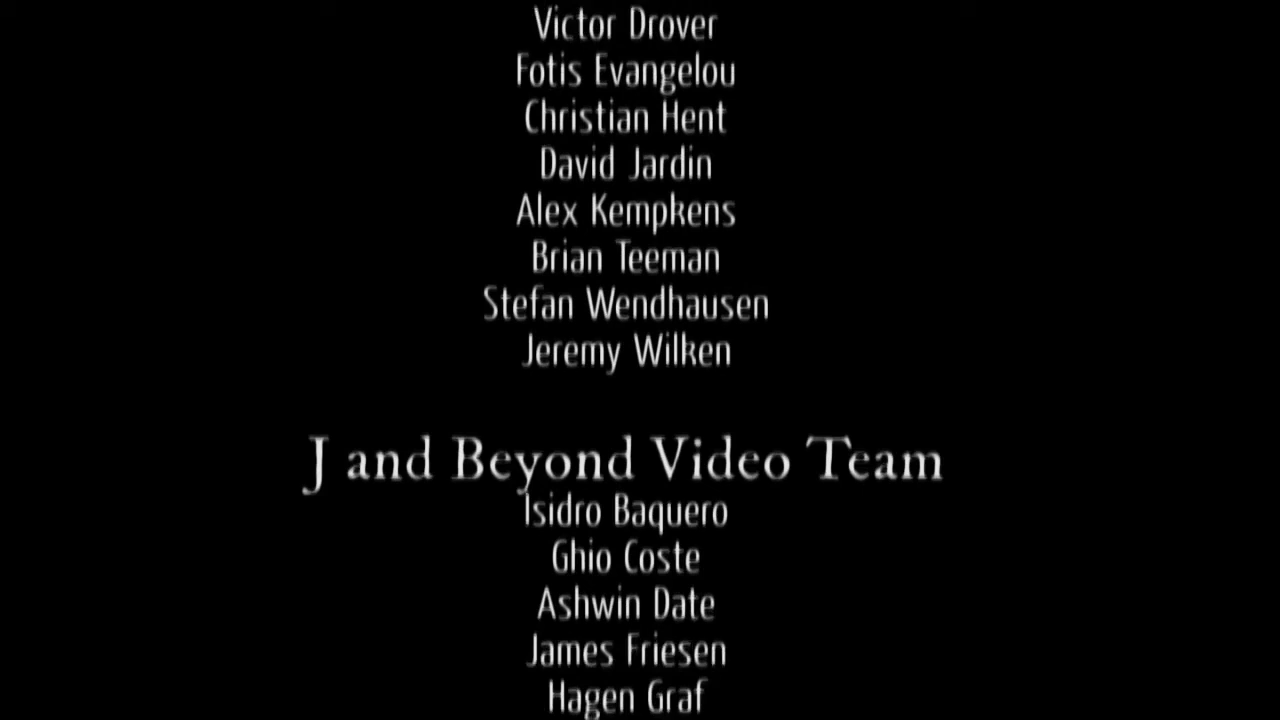 Victor Drover
Fotis Evangelou
Christian Hent
David Jardin
Alex Kempkens
Brian Teeman
Stefan Wendhausen
Jeremy Wilken
J and Beyond Video Team
Isidro Baquero
Ghio Coste
Ashwin Date
James Friesen
Hagen Graf